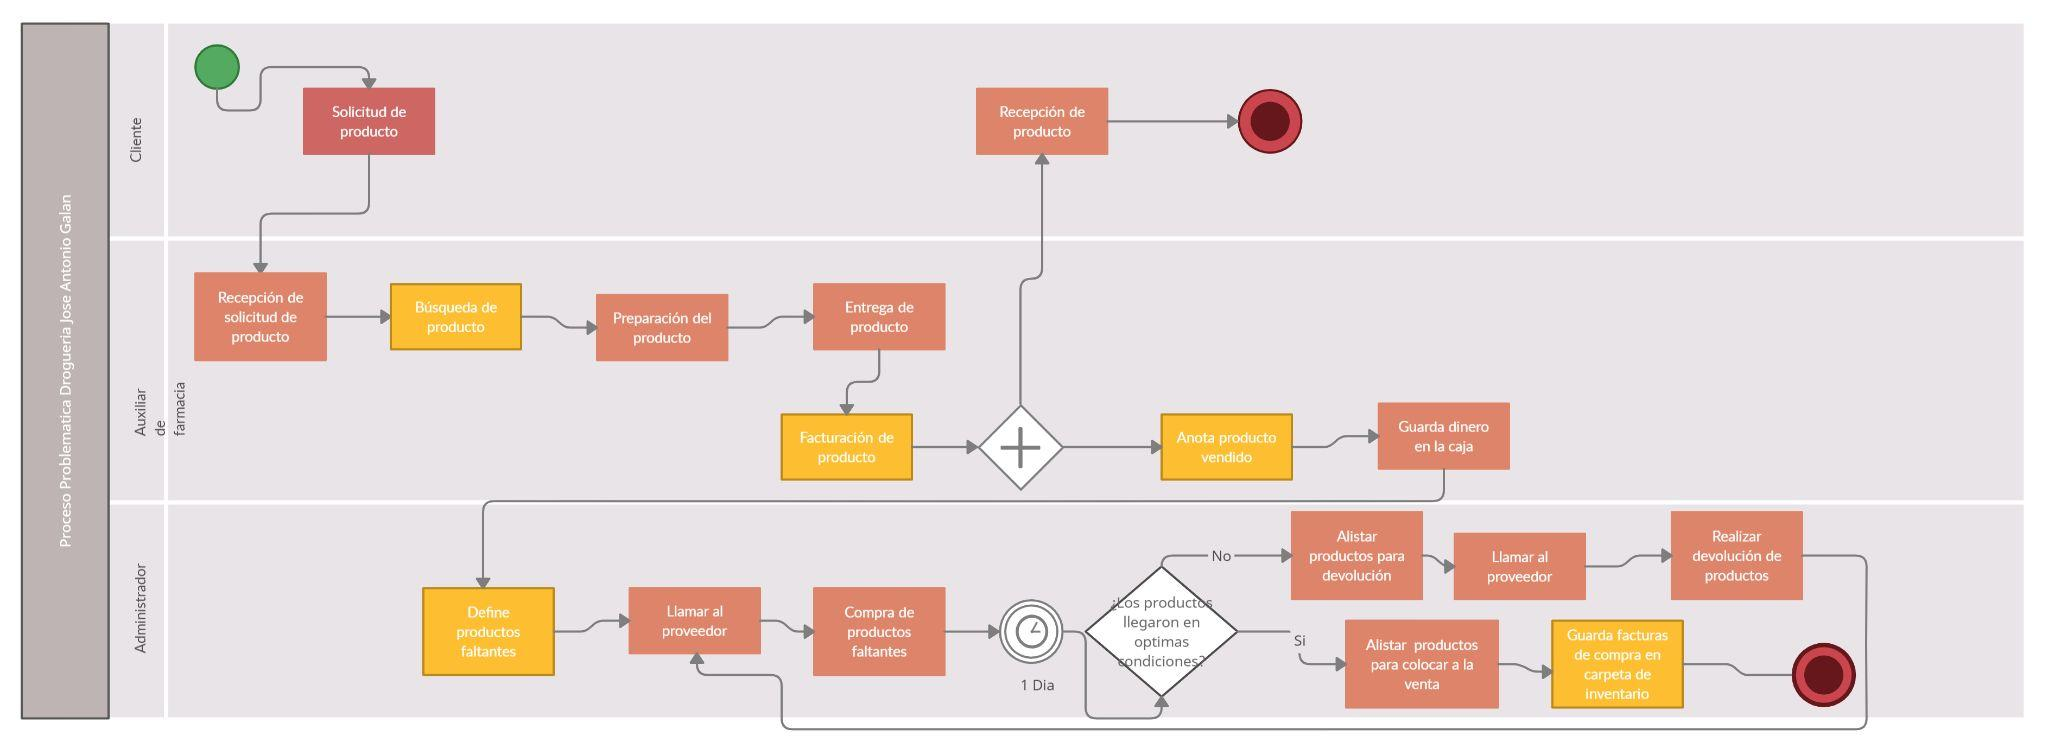 Proceso Problematica Drogueria Jose Antonio Galan
Cliente
Solicitud de
producto
Recepción de
producto
Auxiliar
de
farmacia
Recepción de
solicitud de
producto
Búsqueda de
producto
Preparación del
producto
Entrega de
producto
Facturación de
producto
Anota producto
vendido
Guarda dinero
en la caja
Administrador
Define
productos
faltantes
Llamar al
proveedor
Compra de
productos
faltantes
1 Dia
¿Los productos
llegaron en
optimas
condiciones?
No
Alistar
productos para
devolución
Llamar al
proveedor
Realizar
devolución de
productos
Si
Alistar  productos
para colocar a la
venta
Guarda facturas
de compra en
carpeta de
inventario